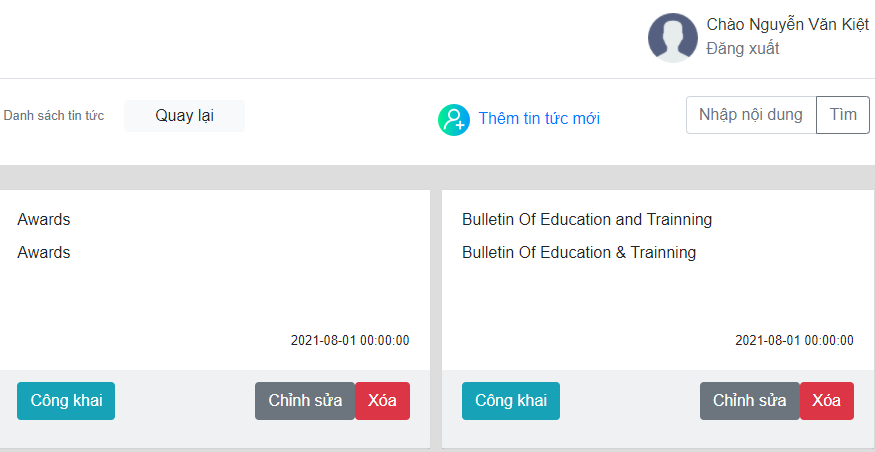 Chào Nguyễn Văn Kiệt
Đăng xuất
Danh sách tin tức
Quay lại
Thêm tin tức mới
Nhập nội dung
Tìm
Awards
Awards
2021-08-01 00:00:00
Công khai
Chỉnh sửa
Xóa
Bulletin Of Education and Trainning
Bulletin Of Education & Trainning
2021-08-01 00:00:00
Công khai
Chỉnh sửa
Xóa